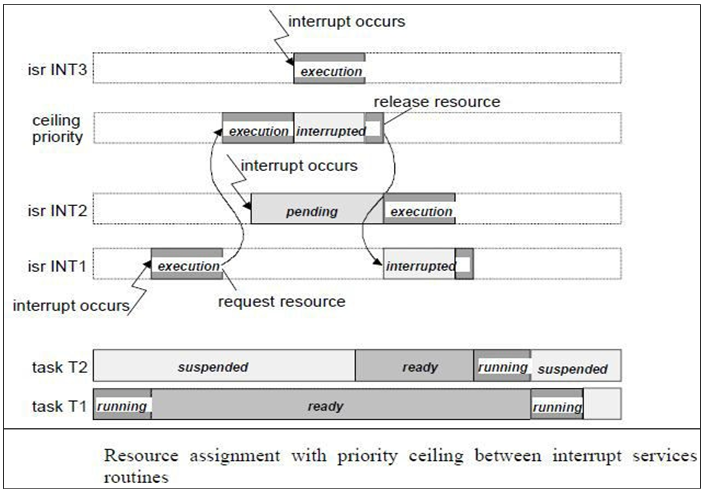 interrupt occurs
isr INT3
execution
release resource
ceiling
priority
execution
interrupted
interrupt occurs
isr INT2
pending
execution
isr INT1
execution
interrupted
interrupt occurs
request resource
task T2
suspended
ready
running
suspended
task T1
running
ready
running
Resource assignment with priority ceiling between interrupt services
routines